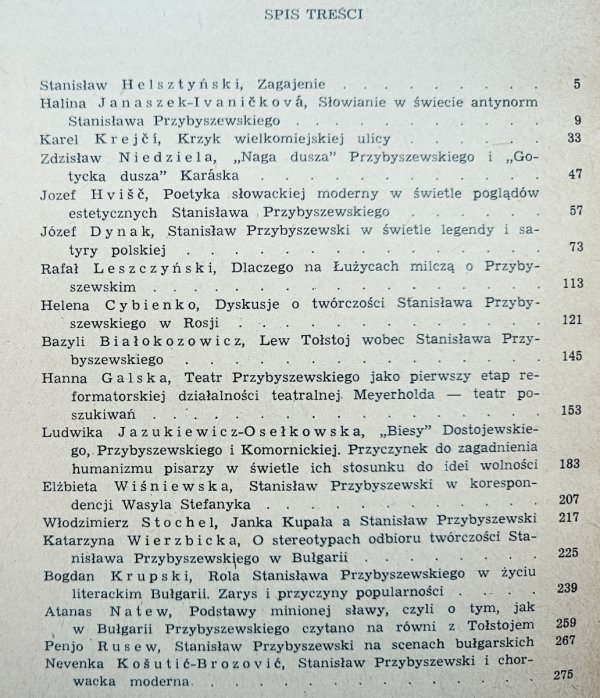 SPIS TREŚCI
Stanisław Helsztyński, Zagajenie . . . . . . . . . 5
Halina Janaszek-Ivaničková, Słowianie w świecie antynorm
Stanisława Przybyszewskiego . . . . . . . . . 9
Karel Krejčí, Krzyk wielkomiejskiej ulicy . . . . . . 33
Zdzisław Niedziela, „Naga dusza” Przybyszewskiego i „Go-
tycka dusza” Karáska . . . . . . . . . . . 47
Jozef Hvišč, Poetyka słowackiej moderny w świetle poglądów
estetycznych Stanisława Przybyszewskiego . . . . . . 57
Józef Dynak, Stanisław Przybyszewski w świetle legendy i sa-
tyry polskiej . . . . . . . . . . . . . 73
Rafał Leszczyński, Dlaczego na Łużycach milczą o Przyby-
szewskim . . . . . . . . . . . . . . 113
Helena Cybienko, Dyskusje o twórczości Stanisława Przyby-
szewskiego w Rosji . . . . . . . . . . . 121
Bazyli Białokozowicz, Lew Tołstoj wobec Stanisława Przy-
byszewskiego . . . . . . . . . . . . . 145
Hanna Galska, Teatr Przybyszewskiego jako pierwszy etap re-
formatorskiej działalności teatralnej Meyerholda — teatr po-
szukiwań . . . . . . . . . . . . . . 153
Ludwika Jazukiewicz-Osełkowska, „Biesy” Dostojewskie-
go, Przybyszewskiego i Komornickiej. Przyczynek do zagadnienia
humanizmu pisarzy w świetle ich stosunku do idei wolności 183
Elżbieta Wiśniewska, Stanisław Przybyszewski w korespon-
dencji Wasyla Stefanyka . . . . . . . . . . 207
Włodzimierz Stochel, Janka Kupała a Stanisław Przybyszewski 217
Katarzyna Wierzbicka, O stereotypach odbioru twórczości Sta-
nisława Przybyszewskiego w Bułgarii . . . . . . . 225
Bogdan Krupski, Rola Stanisława Przybyszewskiego w życiu
literackim Bułgarii. Zarys i przyczyny popularności . . . . 239
Atanas Natew, Podstawy minionej sławy, czyli o tym, jak
w Bułgarii Przybyszewskiego czytano na równi z Tołstojem 259
Penjo Rusew, Stanisław Przybyszewski na scenach bułgarskich 267
Nevenka Košutić-Brozović, Stanisław Przybyszewski i chor-
wacka moderna . . . . . . . . . . . . 275